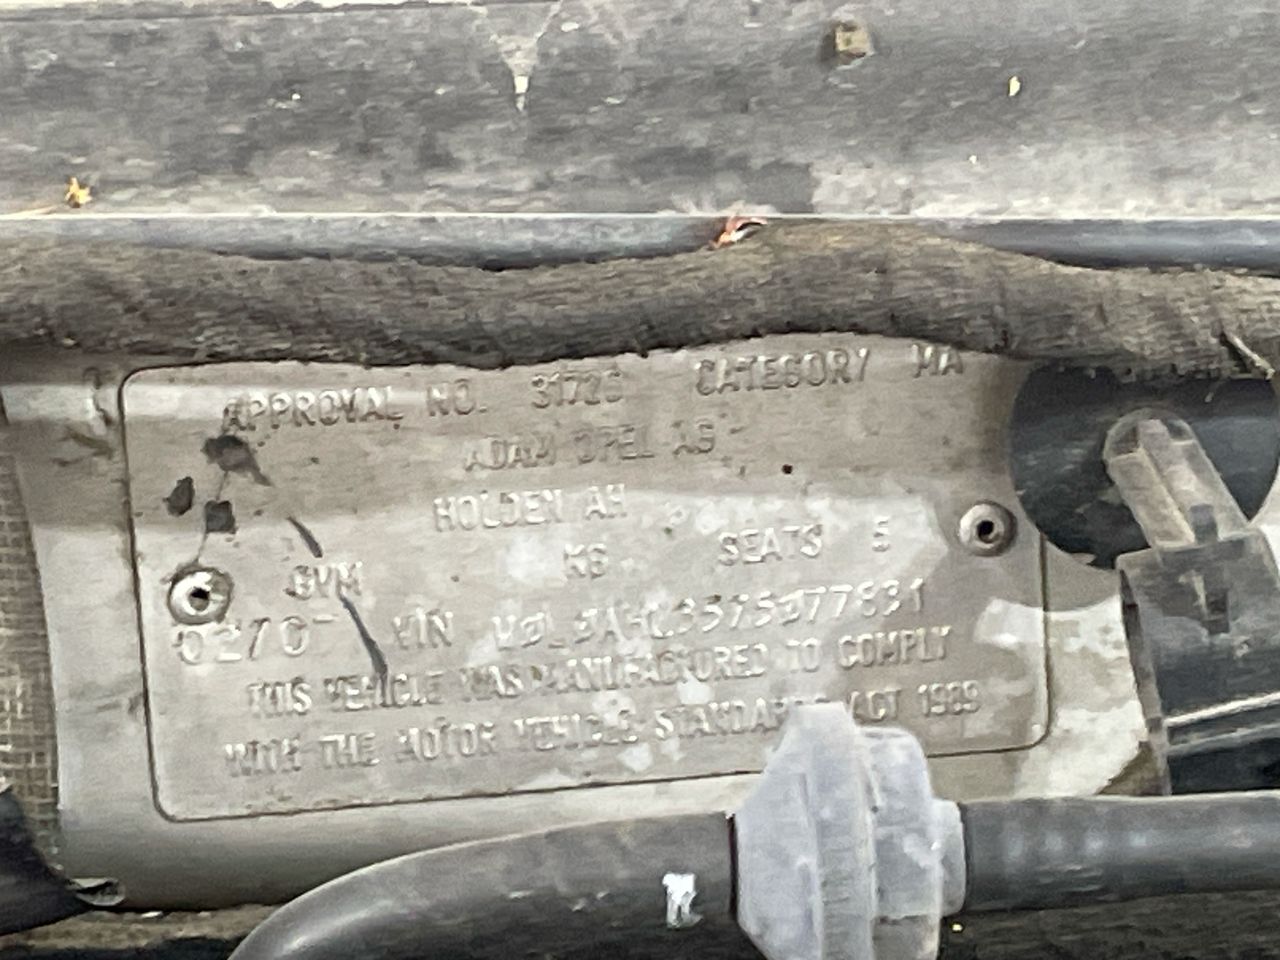 APPROVAL NO. 31726 CATEGORY MA
ADAM OPEL AG
HOLDEN AH
GVM KG SEATS 5
0270 VIN
THIS VEHICLE WAS MANUFACTURED TO COMPLY
WITH THE MOTOR VEHICLE STANDARDS ACT 1989